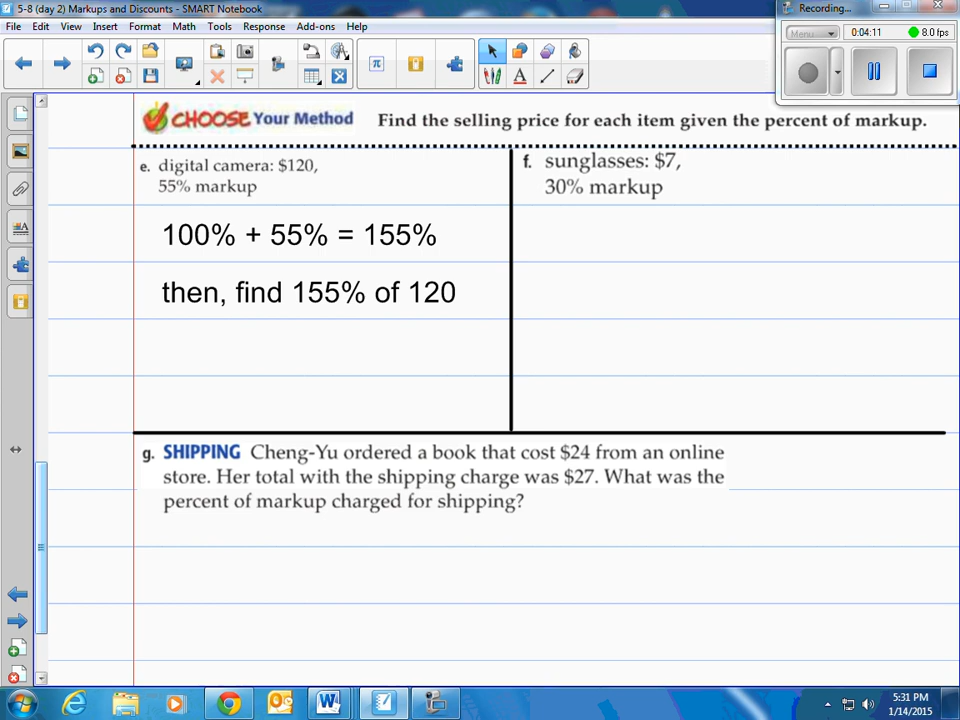 5-8 (day 2) Markups and Discounts - SMART Notebook
Recording...
File Edit View Insert Format Math Tools Response Add-ons Help
Menu 0:04:11 8.0 fps
π
A
CHOOSE Your Method Find the selling price for each item given the percent of markup.
e. digital camera: $120,
55% markup
f. sunglasses: $7,
30% markup
100% + 55% = 155%
then, find 155% of 120
g. SHIPPING Cheng-Yu ordered a book that cost $24 from an online
store. Her total with the shipping charge was $27. What was the
percent of markup charged for shipping?
5:31 PM
1/14/2015